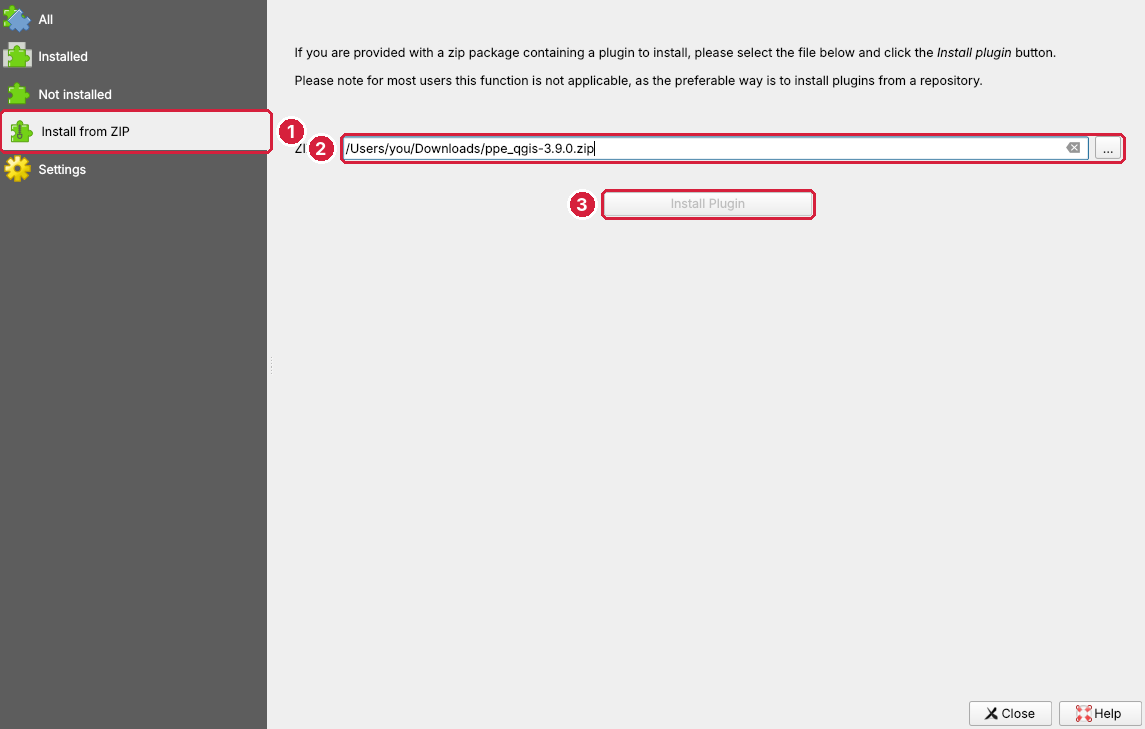 All
Installed
Not installed
Install from ZIP
Settings
If you are provided with a zip package containing a plugin to install, please select the file below and click the Install plugin button.
Please note for most users this function is not applicable, as the preferable way is to install plugins from a repository.
1
ZI 2 /Users/you/Downloads/ppe_qgis-3.9.0.zip ...
3 Install Plugin
Close Help